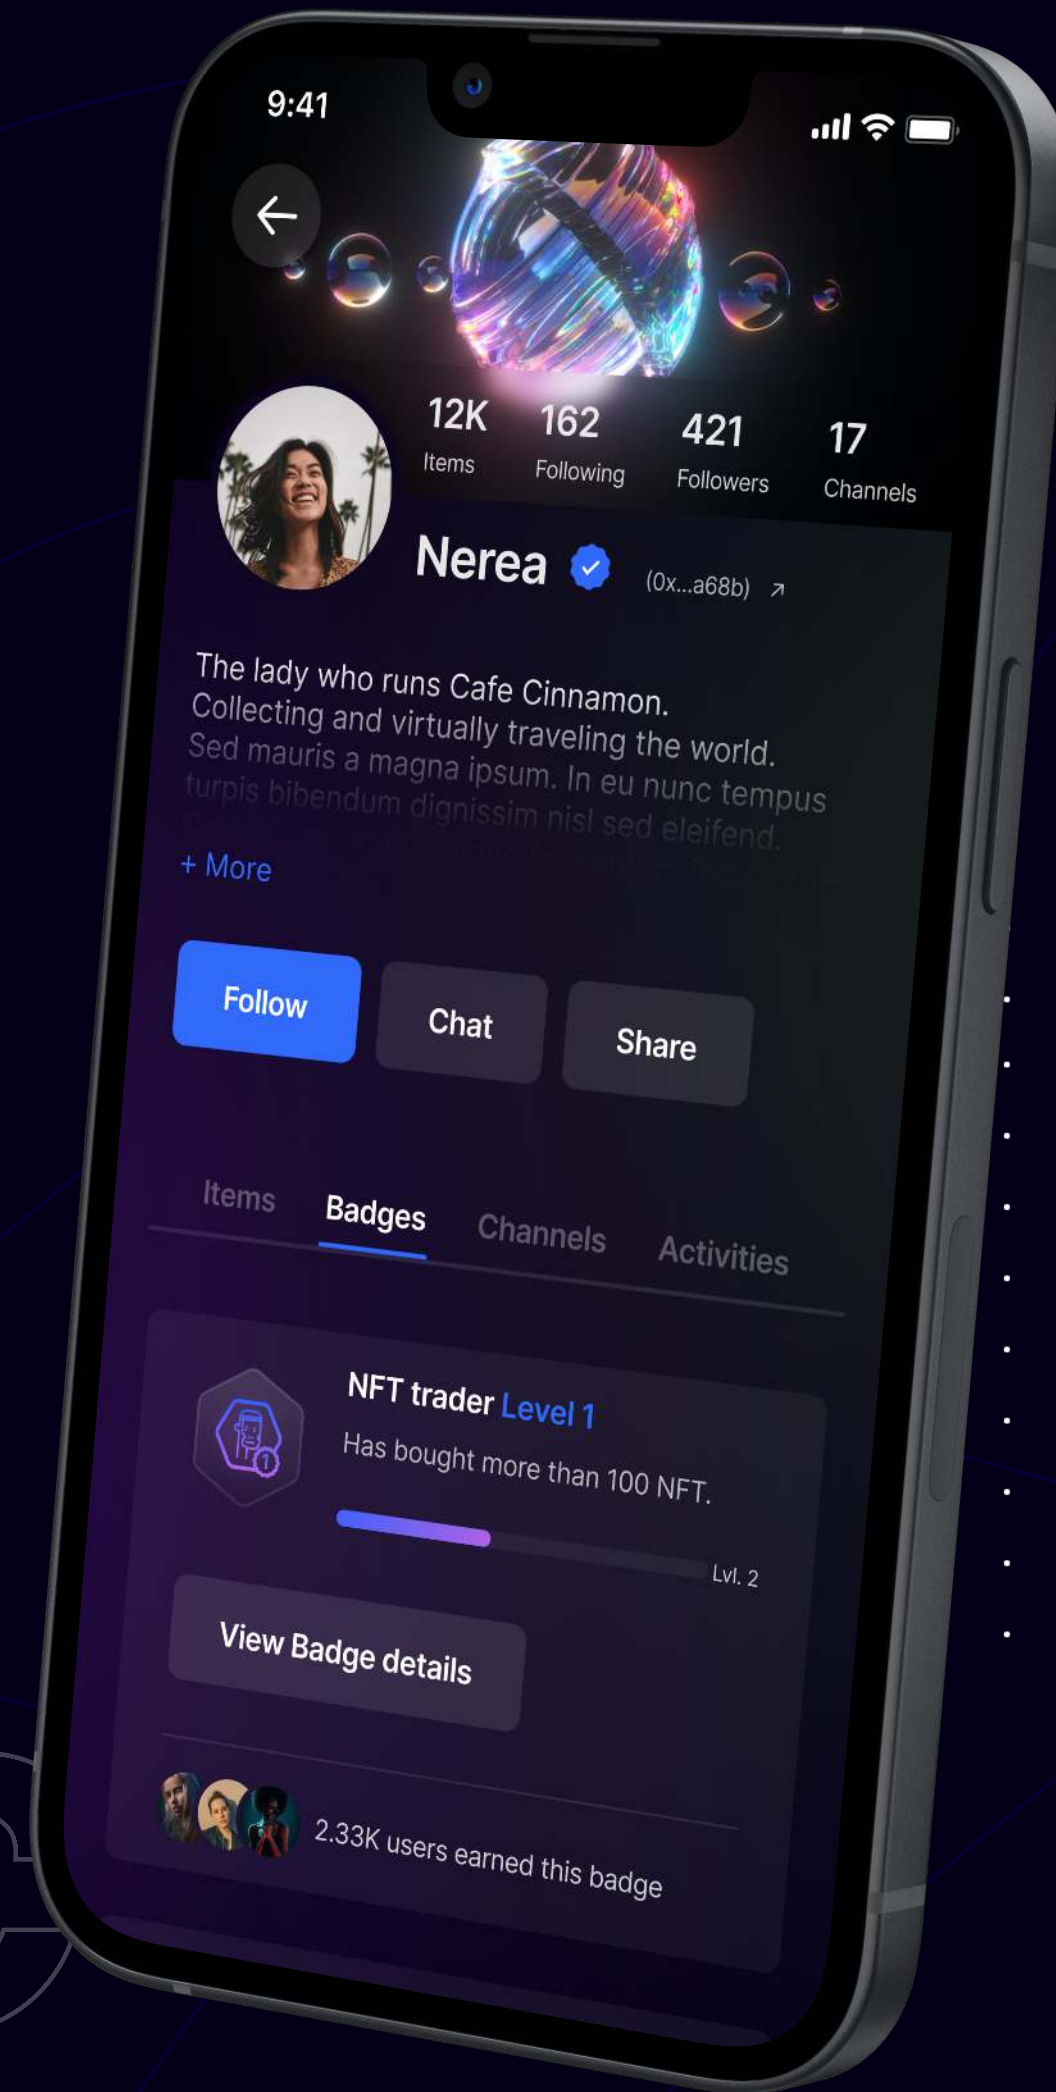 9:41
12K 162 421 17
Items Following Followers Channels
Nerea (0x...a68b)
The lady who runs Cafe Cinnamon.
Collecting and virtually traveling the world.
Sed mauris a magna ipsum. In eu nunc tempus
turpis bibendum dignissim nisl sed eleifend.
+ More
Follow Chat Share
Items Badges Channels Activities
NFT trader Level 1
Has bought more than 100 NFT.
Lvl. 2
1
View Badge details
2.33K users earned this badge